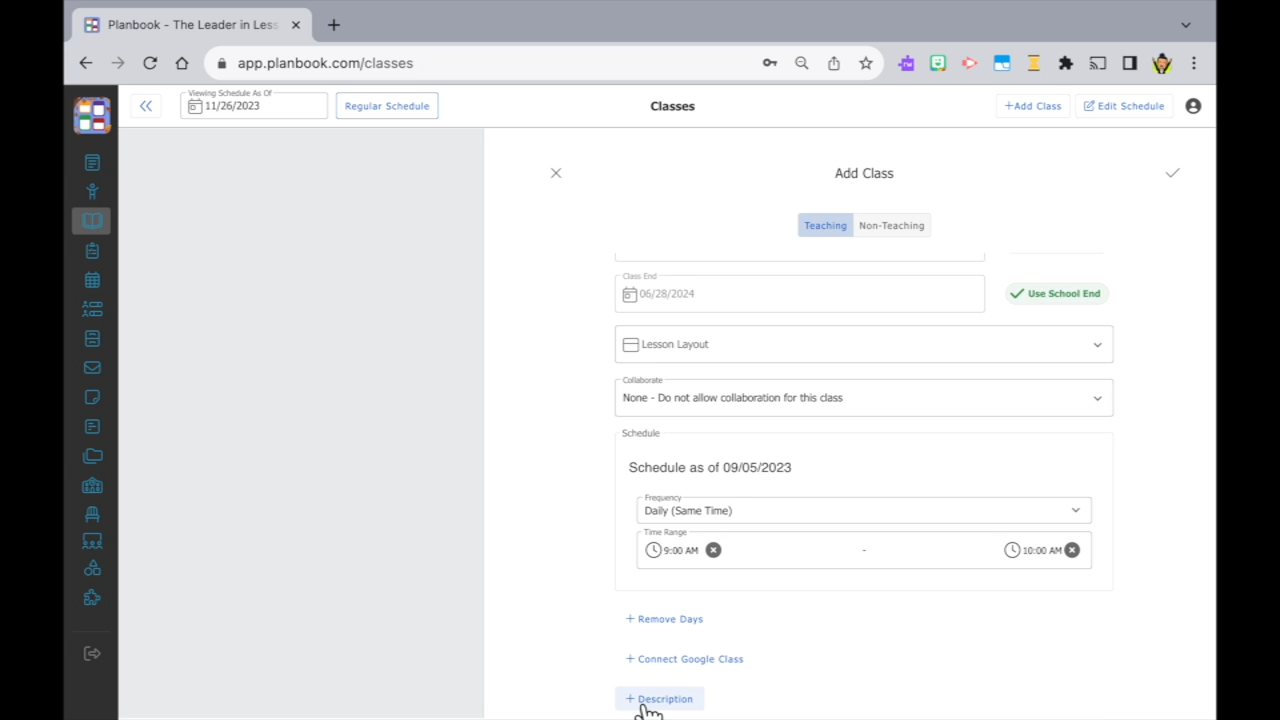 Planbook - The Leader in Less
app.planbook.com/classes
Viewing Schedule As Of
11/26/2023
Regular Schedule
Classes
+Add Class
Edit Schedule
Add Class
Teaching
Non-Teaching
Class End
06/28/2024
Use School End
Lesson Layout
Collaborate
None - Do not allow collaboration for this class
Schedule
Schedule as of 09/05/2023
Frequency
Daily (Same Time)
Time Range
9:00 AM - 10:00 AM
+ Remove Days
+ Connect Google Class
+ Description